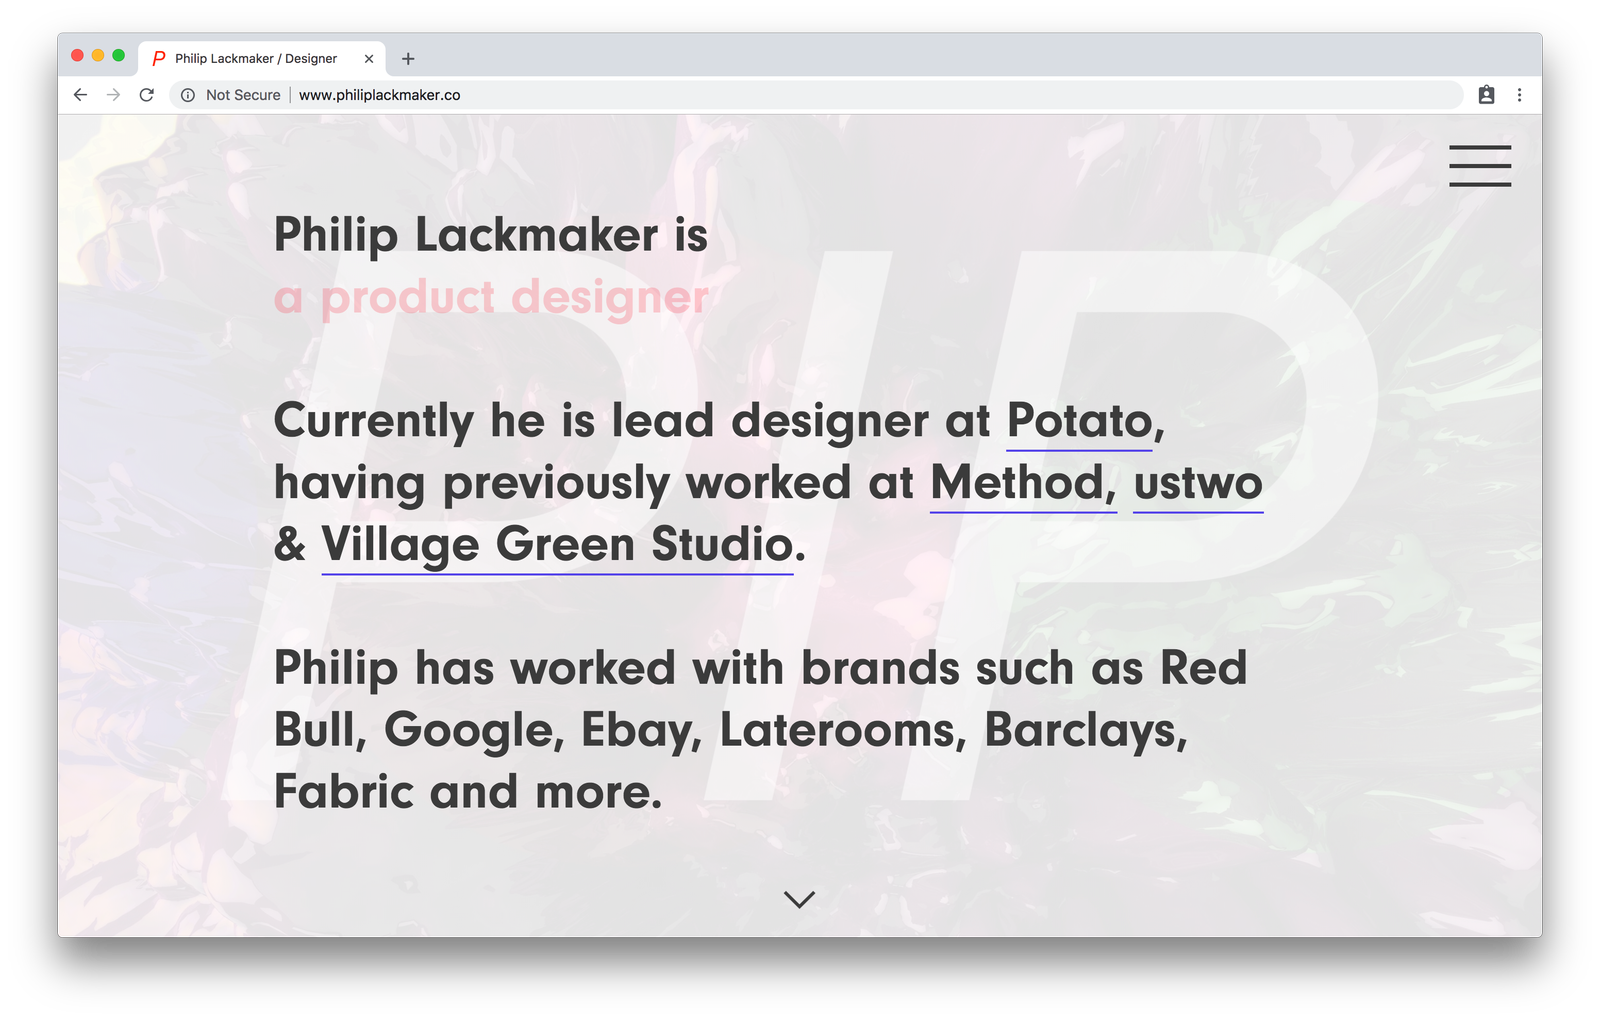 P Philip Lackmaker / Designer
Not Secure | www.philiplackmaker.co
PIP
Philip Lackmaker is
a product designer
Currently he is lead designer at Potato,
having previously worked at Method, ustwo
& Village Green Studio.
Philip has worked with brands such as Red
Bull, Google, Ebay, Laterooms, Barclays,
Fabric and more.